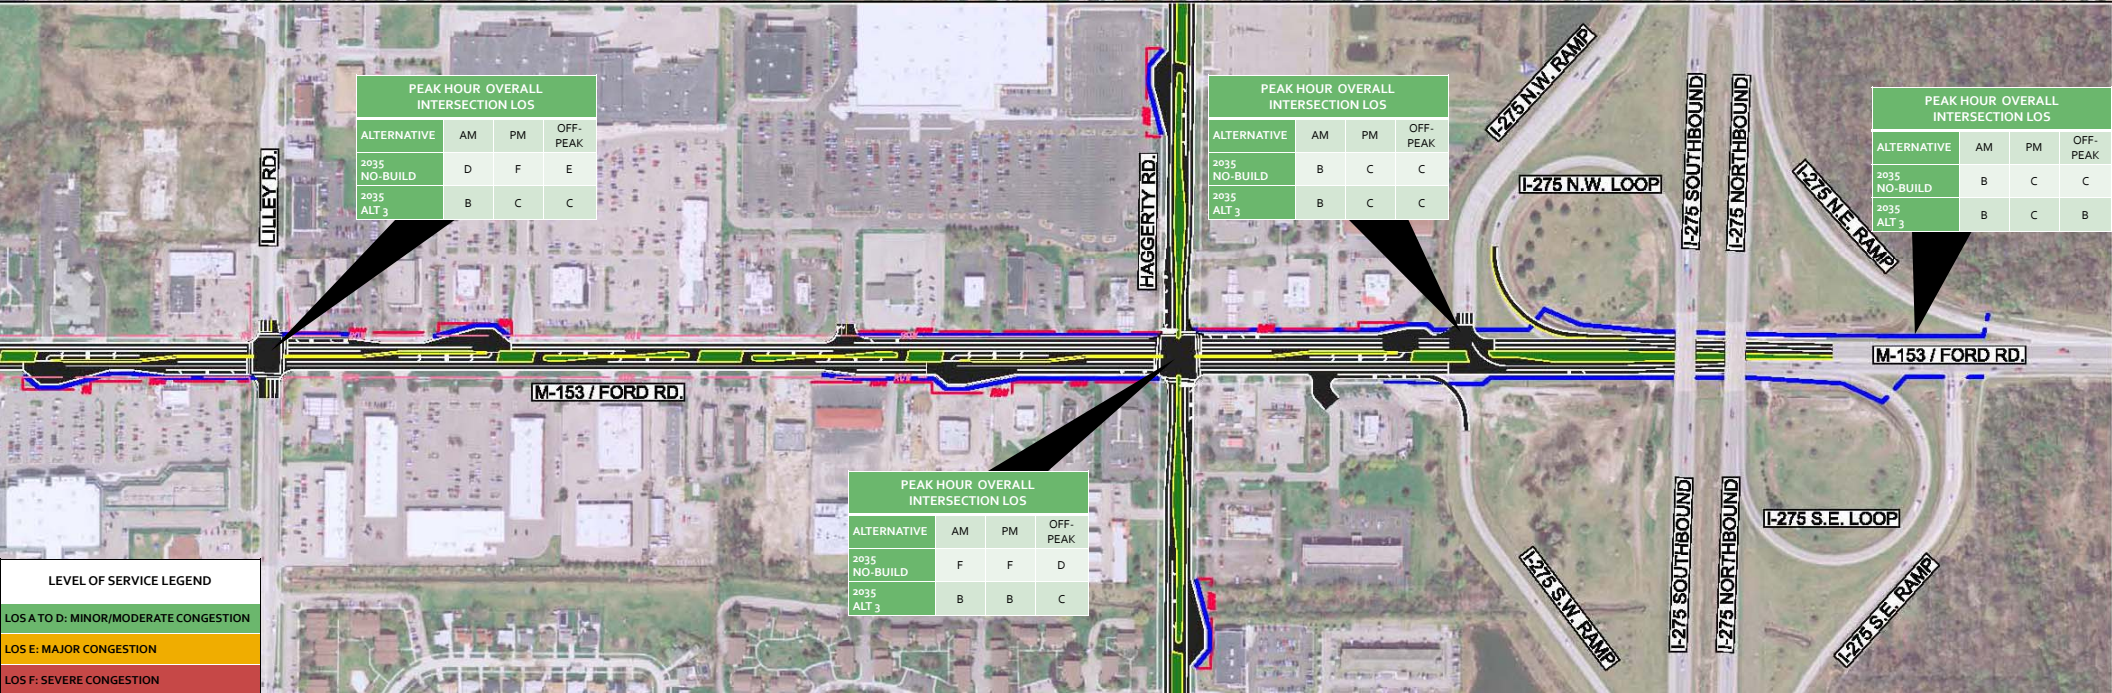 PEAK HOUR OVERALL
INTERSECTION LOS
ALTERNATIVE AM PM OFF-
PEAK
2035
NO-BUILD D F E
2035
ALT 3 B C C
PEAK HOUR OVERALL
INTERSECTION LOS
ALTERNATIVE AM PM OFF-
PEAK
2035
NO-BUILD B C C
2035
ALT 3 B C C
PEAK HOUR OVERALL
INTERSECTION LOS
ALTERNATIVE AM PM OFF-
PEAK
2035
NO-BUILD B C C
2035
ALT 3 B C B
LILLEY RD.
HAGGERTY RD.
I-275 N.W. RAMP
I-275 N.W. LOOP
I-275 SOUTHBOUND
I-275 NORTHBOUND
I-275 N.E. RAMP
ROW
M-153 / FORD RD.
M-153 / FORD RD.
PEAK HOUR OVERALL
INTERSECTION LOS
ALTERNATIVE AM PM OFF-
PEAK
2035
NO-BUILD F F D
2035
ALT 3 B B C
I-275 S.W. RAMP
I-275 SOUTHBOUND
I-275 NORTHBOUND
I-275 S.E. LOOP
I-275 S.E. RAMP
LEVEL OF SERVICE LEGEND
LOS A TO D: MINOR/MODERATE CONGESTION
LOS E: MAJOR CONGESTION
LOS F: SEVERE CONGESTION